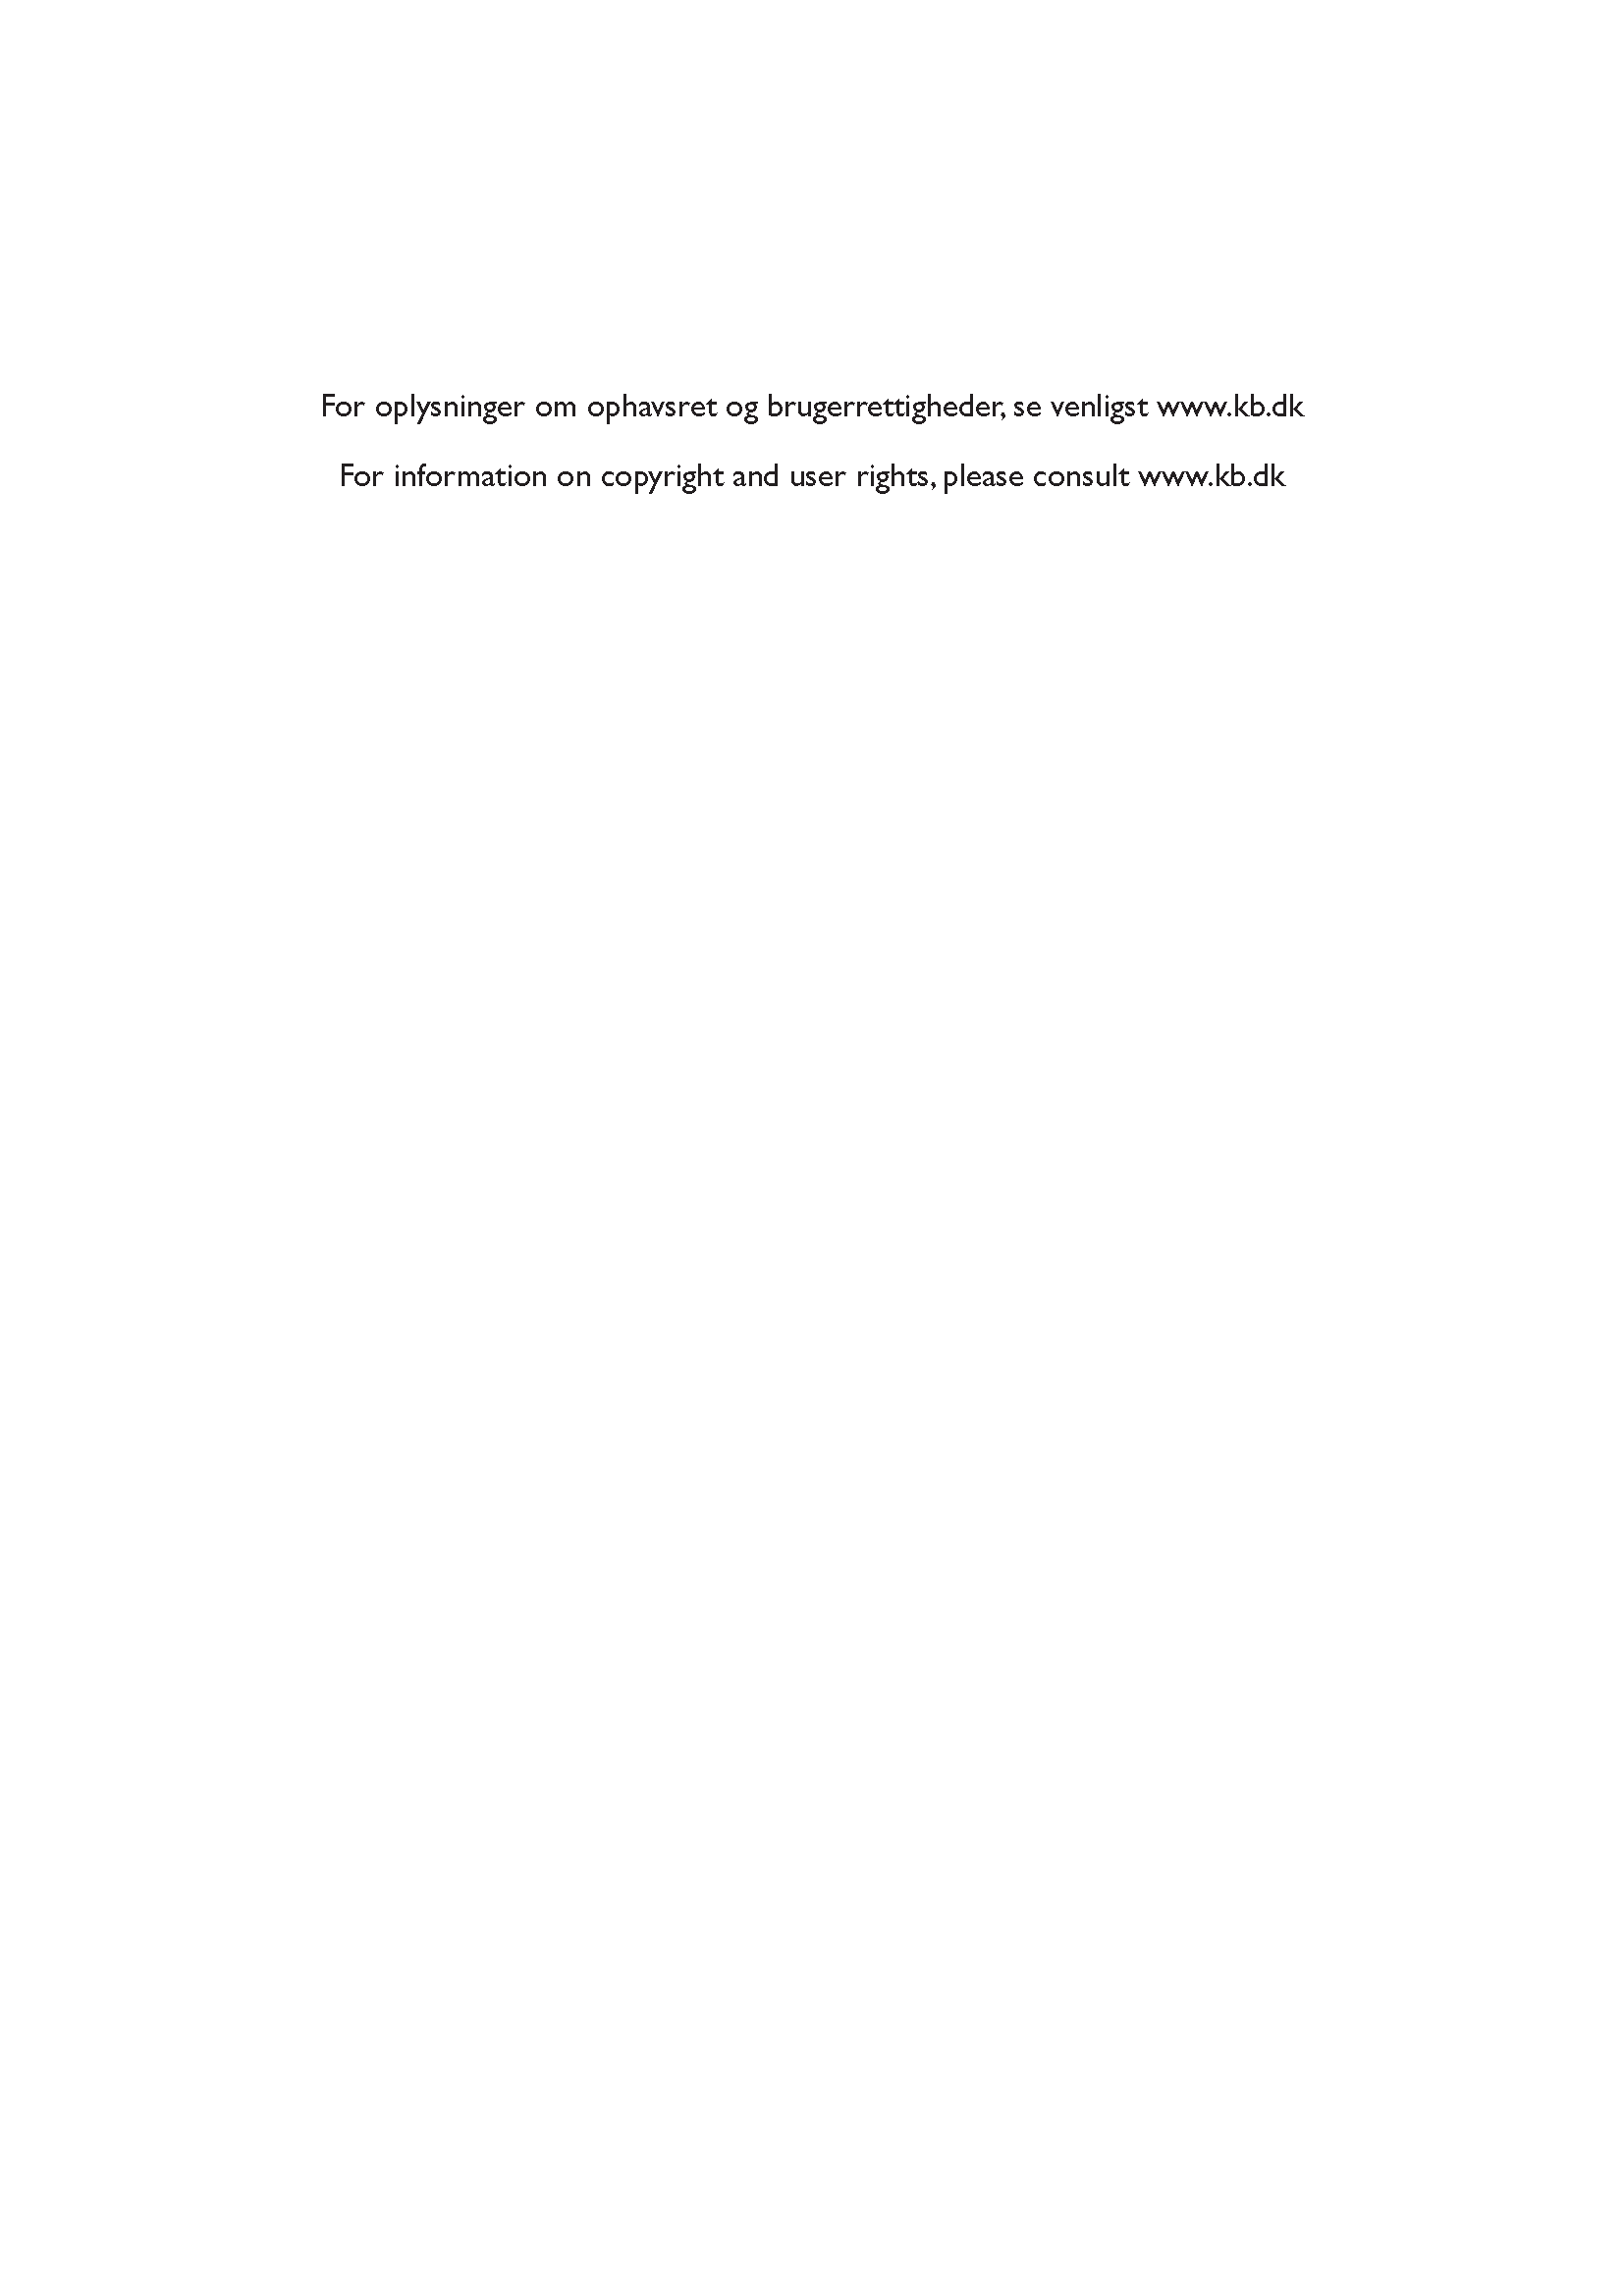 For oplysninger om ophavsret og brugerrettigheder, se venligst www.kb.dk
For information on copyright and user rights, please consult www.kb.dk